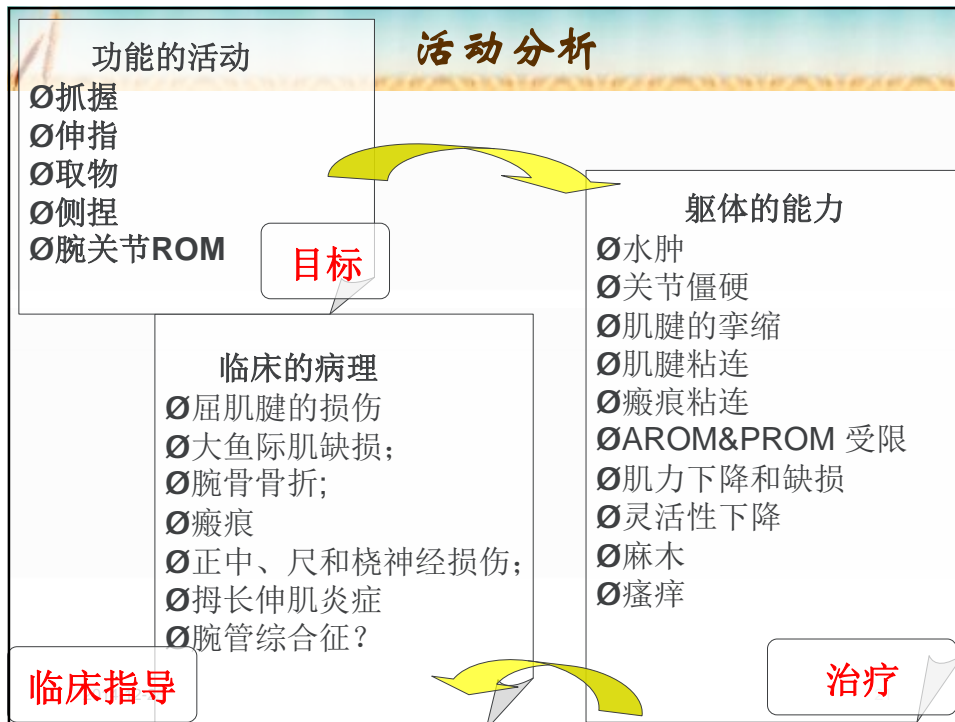 活动分析
功能的活动
Ø抓握
Ø伸指
Ø取物
Ø侧捏
Ø腕关节ROM
目标
躯体的能力
Ø水肿
Ø关节僵硬
Ø肌腱的挛缩
Ø肌腱粘连
Ø瘢痕粘连
ØAROM&PROM 受限
Ø肌力下降和缺损
Ø灵活性下降
Ø麻木
Ø瘙痒
治疗
临床的病理
Ø屈肌腱的损伤
Ø大鱼际肌缺损；
Ø腕骨骨折;
Ø瘢痕
Ø正中、尺和桡神经损伤；
Ø拇长伸肌炎症
Ø腕管综合征？
临床指导